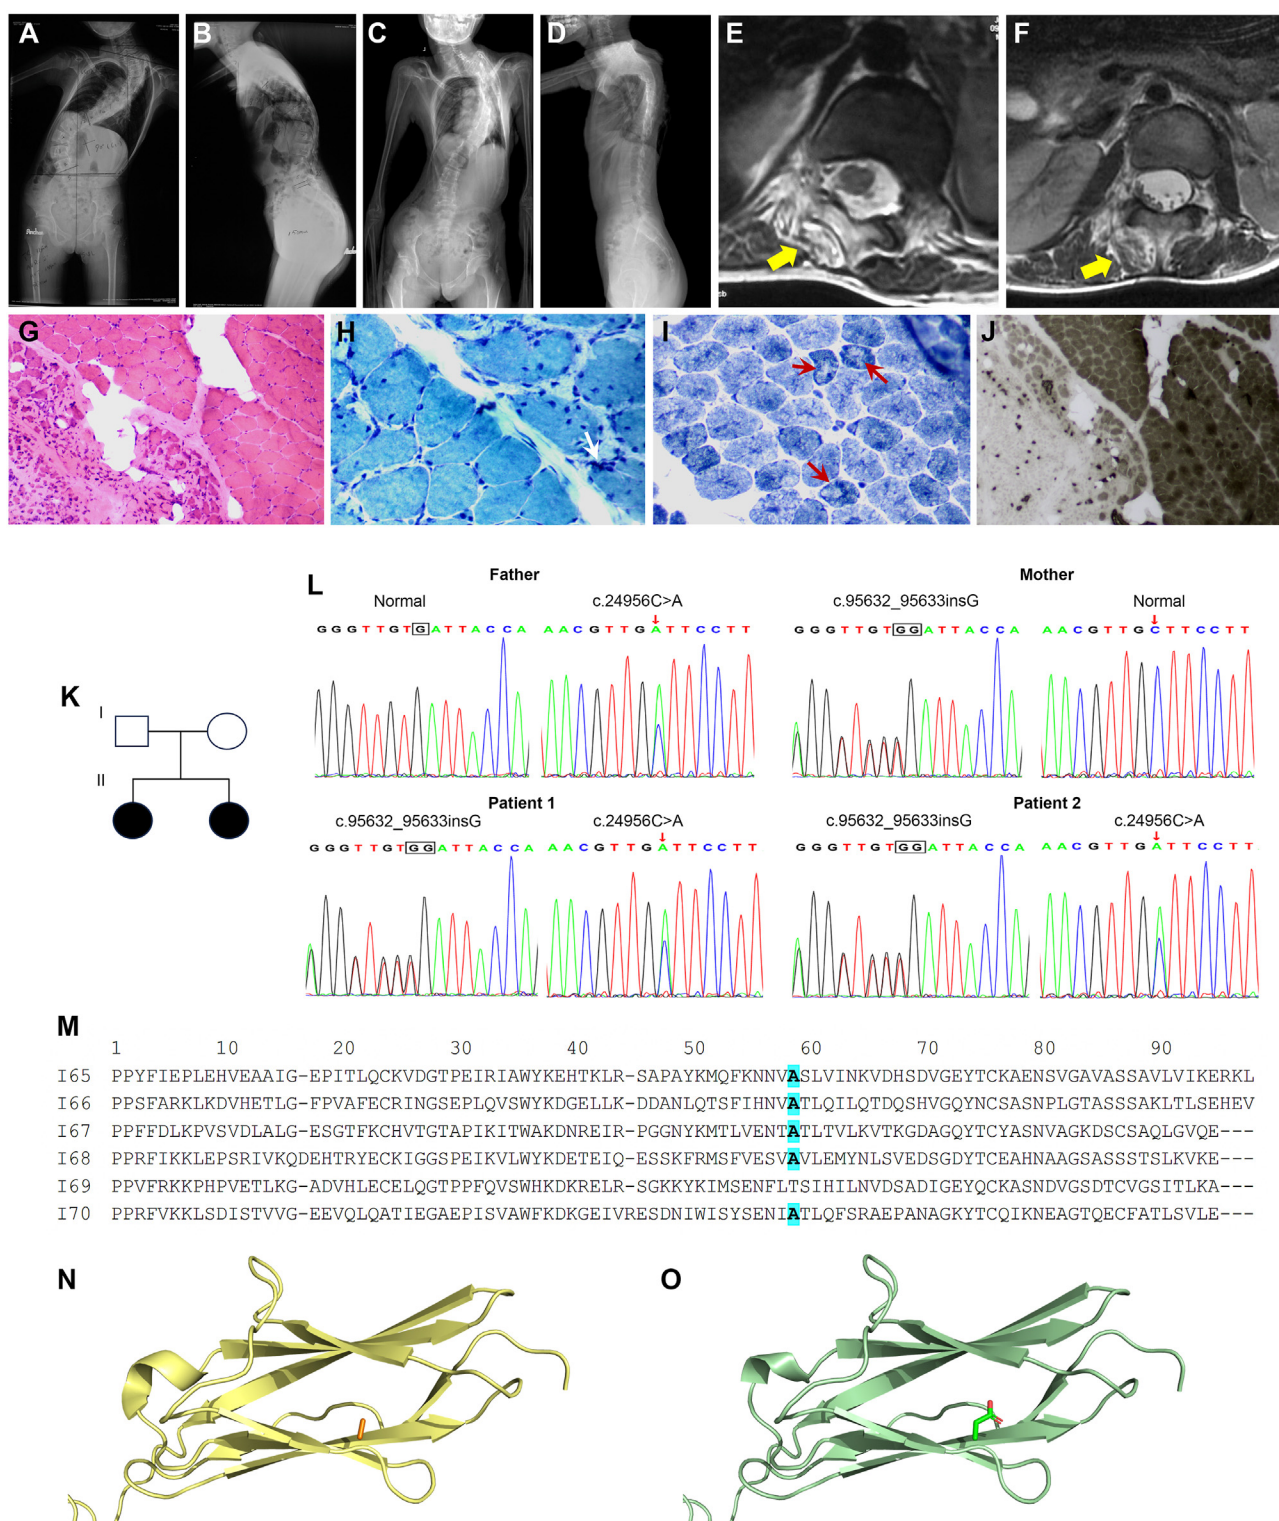 A B C D E F
G H I J
L
Father Mother
Normal c.24956C>A c.95632_95633insG Normal
GGGTTGTGATTACCA AACGTTGATTCCTT GGGTTGTGGATTACCA AACGTTGCTTCCTT
K
I
II
Patient 1 Patient 2
c.95632_95633insG c.24956C>A c.95632_95633insG c.24956C>A
GGGTTGTGGATTACCA AACGTTGATTCCTT GGGTTGTGGATTACCA AACGTTGATTCCTT
M
1 10 20 30 40 50 60 70 80 90
I65 PPYFIEPLEHVEAAIG-EPITLQCKVDGTPEIRIAWYKEHTKLR-SAPAYKMQFKNNVASLVINKVDHSDVGEYTCKAENSVGAVASSAVLVIKERKL
I66 PPSFARKLKDVHETLG-FPVAFECRINGSEPLQVSWYKDGELLK-DDANLQTSFIHNVATLQILQTDQSHVGQYNCSASNPLGTASSSAKLTLSEHEV
I67 PPFFDLKPVSVDLALG-ESGTFKCHVTGTAPIKITWAKDNREIR-PGGNYKMTLVENTATLTVLKVTKGDAGQYTCYASNVAGKDSCSAQLGVQE---
I68 PPRFIKKLEPSRIVKQDEHTRYECKIGGSPEIKVLWYKDETEIQ-ESSKFRMSFVESVAVLEMYNLSVEDSGDYTCEAHNAAGSASSSTSLKVKE---
I69 PPVFRKKPHPVETLKG-ADVHLECELQGTPPFQVSWHKDKRELR-SGKKYKIMSENFLTSIHILNVDSADIGEYQCKASNDVGSDTCVGSITLKA---
I70 PPRFVKKLSDISTVVG-EEVQLQATIEGAEPISVAWFKDKGEIVRESDNIWISYSENIATLQFSRAEPANAGKYTCQIKNEAGTQECFATLSVLE---
N O